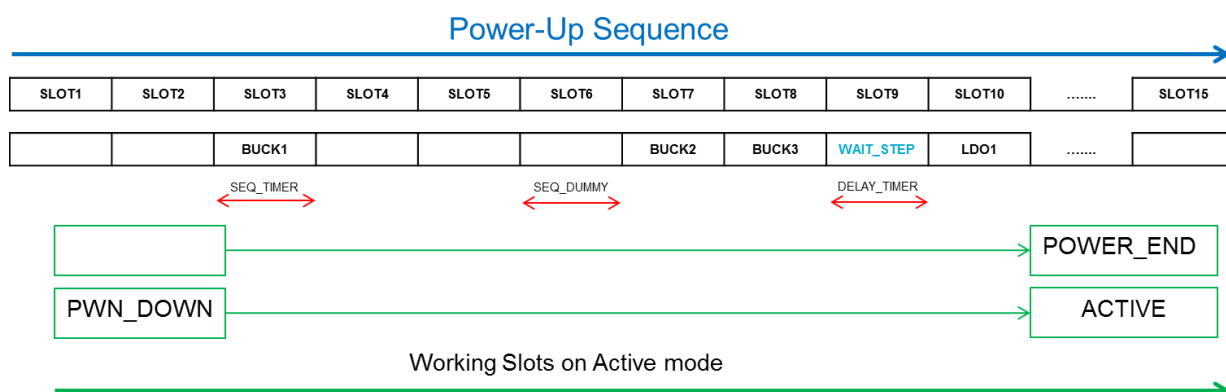 Power-Up Sequence
SLOT1 SLOT2 SLOT3 SLOT4 SLOT5 SLOT6 SLOT7 SLOT8 SLOT9 SLOT10 ....... SLOT15
BUCK1 BUCK2 BUCK3 WAIT_STEP LDO1 .......
SEQ_TIMER SEQ_DUMMY DELAY_TIMER
POWER_END
PWN_DOWN ACTIVE
Working Slots on Active mode